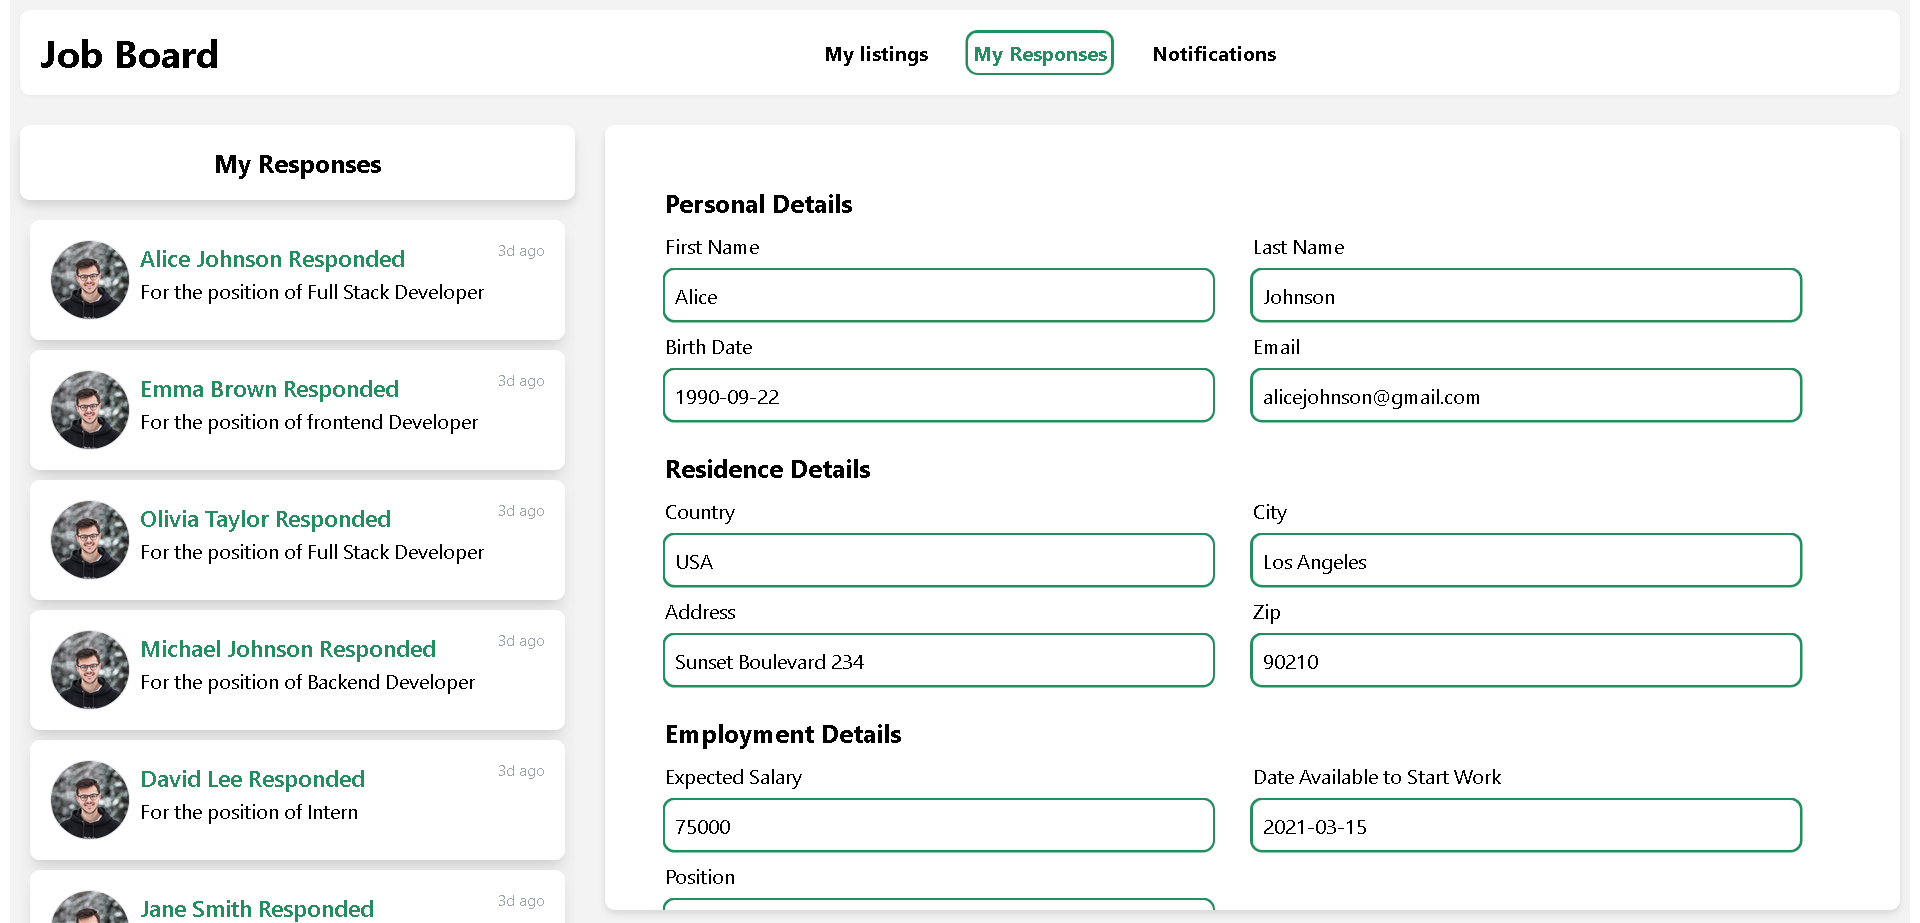 Job Board
My listings
My Responses
Notifications
My Responses
Alice Johnson Responded
3d ago
For the position of Full Stack Developer
Emma Brown Responded
3d ago
For the position of frontend Developer
Olivia Taylor Responded
3d ago
For the position of Full Stack Developer
Michael Johnson Responded
3d ago
For the position of Backend Developer
David Lee Responded
3d ago
For the position of Intern
Jane Smith Responded
3d ago
Personal Details
First Name
Last Name
Alice
Johnson
Birth Date
Email
1990-09-22
alicejohnson@gmail.com
Residence Details
Country
City
USA
Los Angeles
Address
Zip
Sunset Boulevard 234
90210
Employment Details
Expected Salary
Date Available to Start Work
75000
2021-03-15
Position